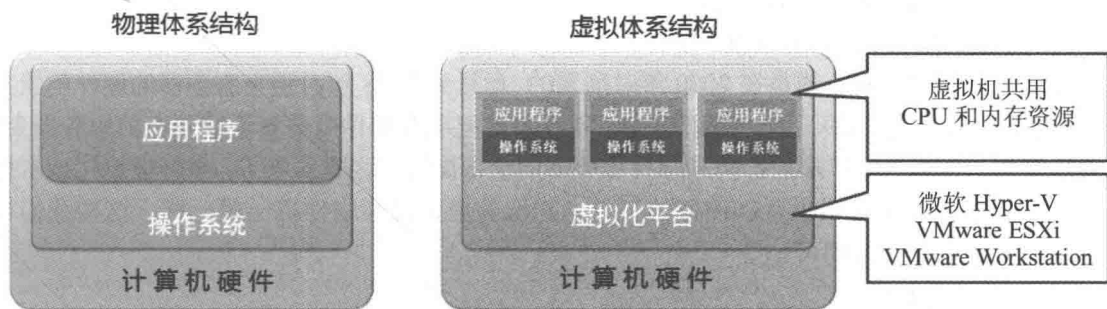 物理体系结构
应用程序
操作系统
计算机硬件
虚拟体系结构
应用程序 应用程序 应用程序
操作系统 操作系统 操作系统
虚拟化平台
计算机硬件
虚拟机共用
CPU 和内存资源
微软 Hyper-V
VMware ESXi
VMware Workstation